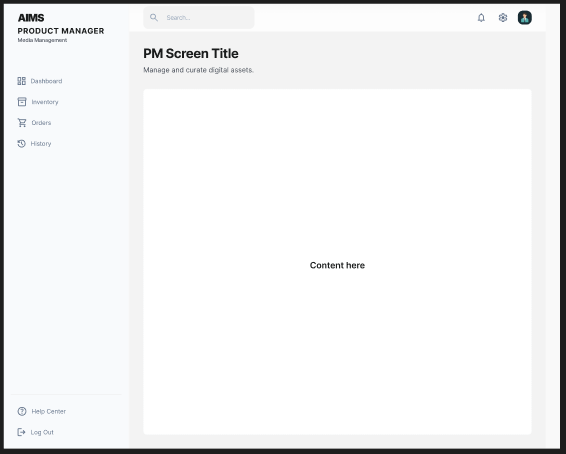 AIMS
PRODUCT MANAGER
Media Management
Dashboard
Inventory
Orders
History
Help Center
Log Out
Search...
PM Screen Title
Manage and curate digital assets.
Content here